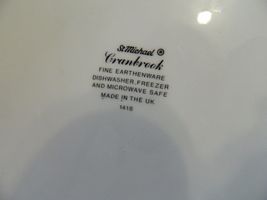 St Michael ®
Cranbrook
FINE EARTHENWARE
DISHWASHER, FREEZER
AND MICROWAVE SAFE
MADE IN THE UK
1418